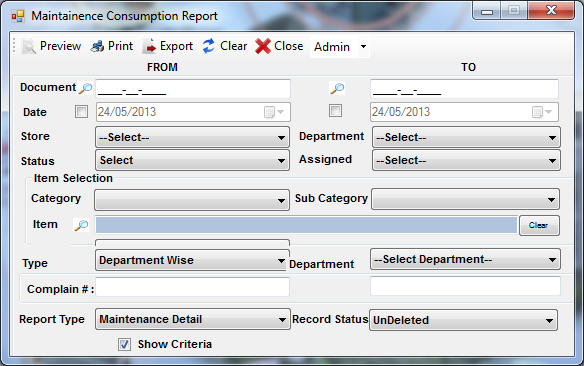 Maintainence Consumption Report
Preview Print Export Clear Close Admin
FROM TO
Document ____-__-____ ____-__-____
Date 24/05/2013 24/05/2013
Store --Select-- Department --Select--
Status Select Assigned --Select--
Item Selection
Category Sub Category
Item Clear
Type Department Wise Department --Select Department--
Complain # :
Report Type Maintenance Detail Record Status UnDeleted
Show Criteria